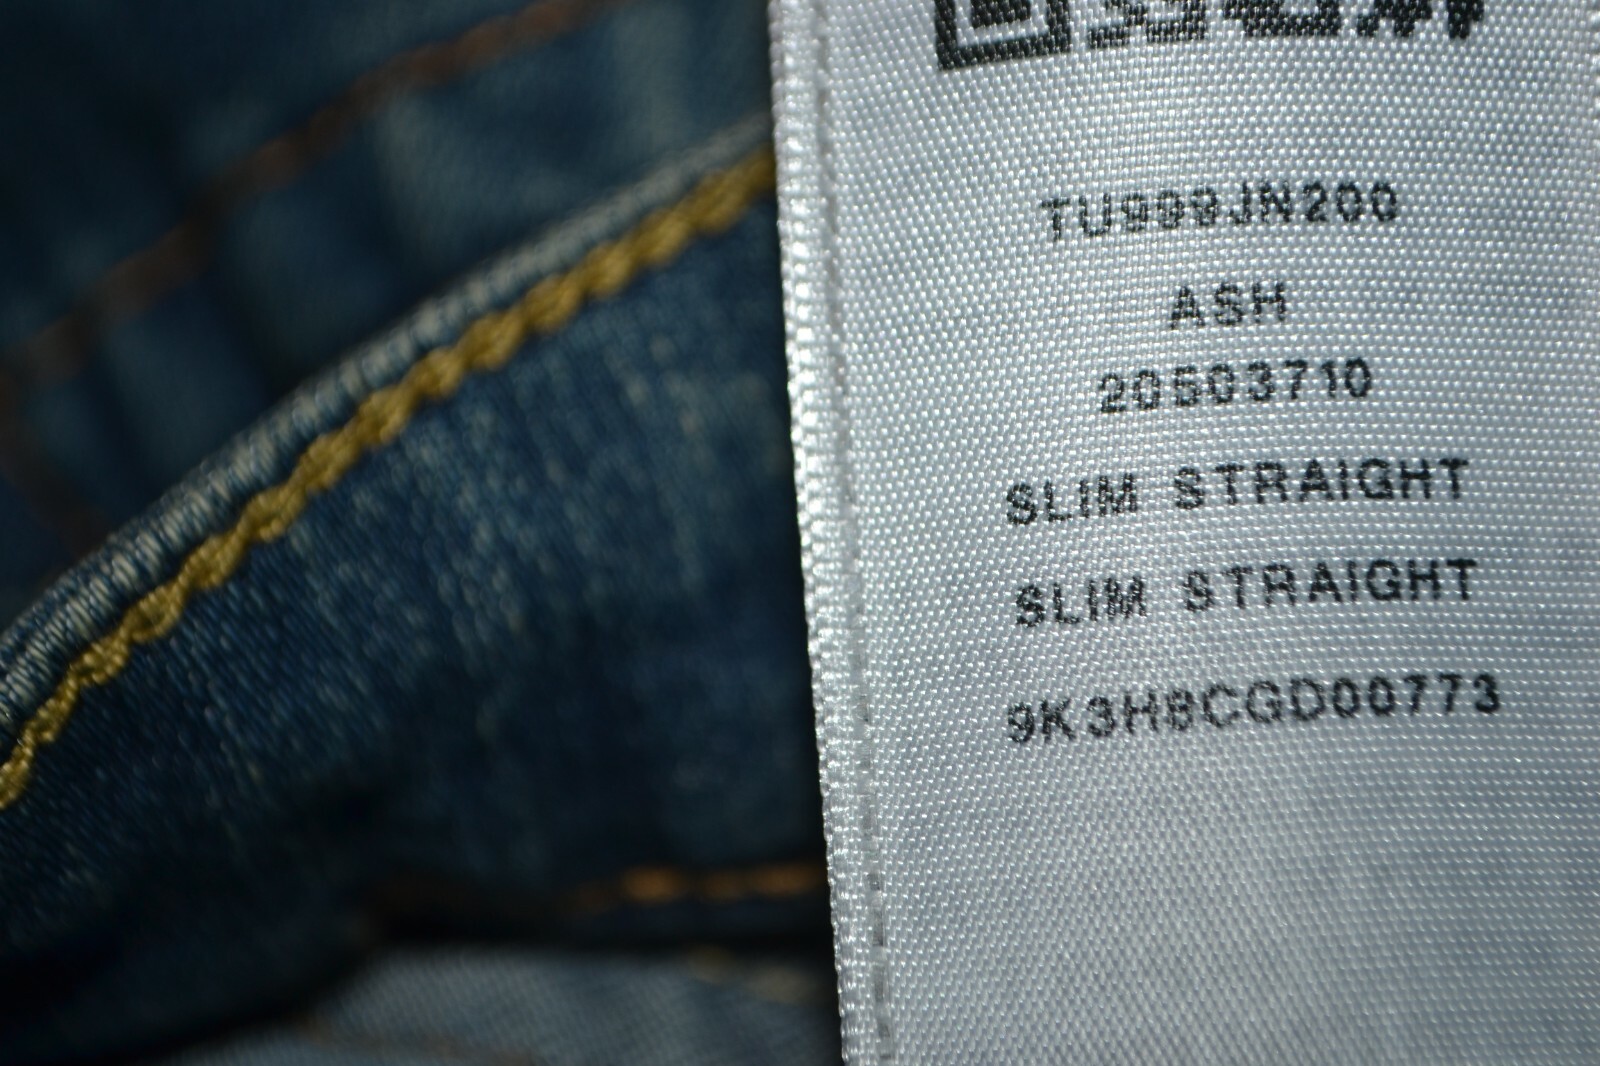 TU999JN200
ASH
20503710
SLIM STRAIGHT
SLIM STRAIGHT
9K3H8CGD00773